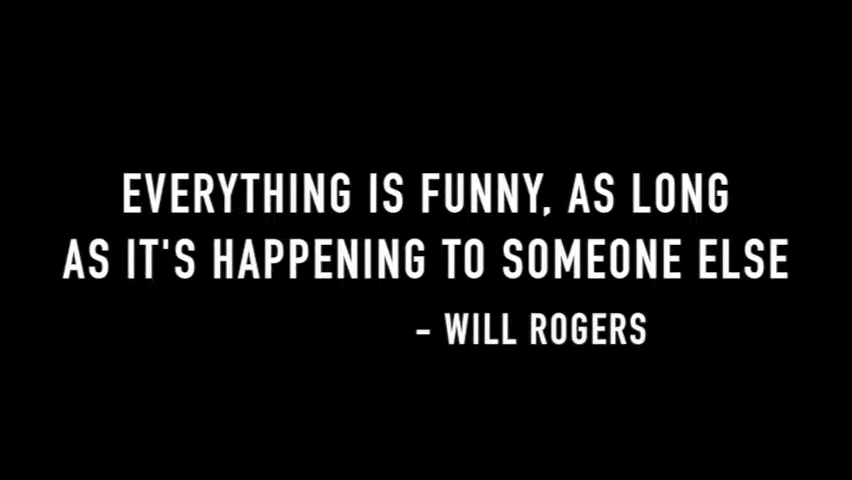 EVERYTHING IS FUNNY, AS LONG
AS IT'S HAPPENING TO SOMEONE ELSE
- WILL ROGERS